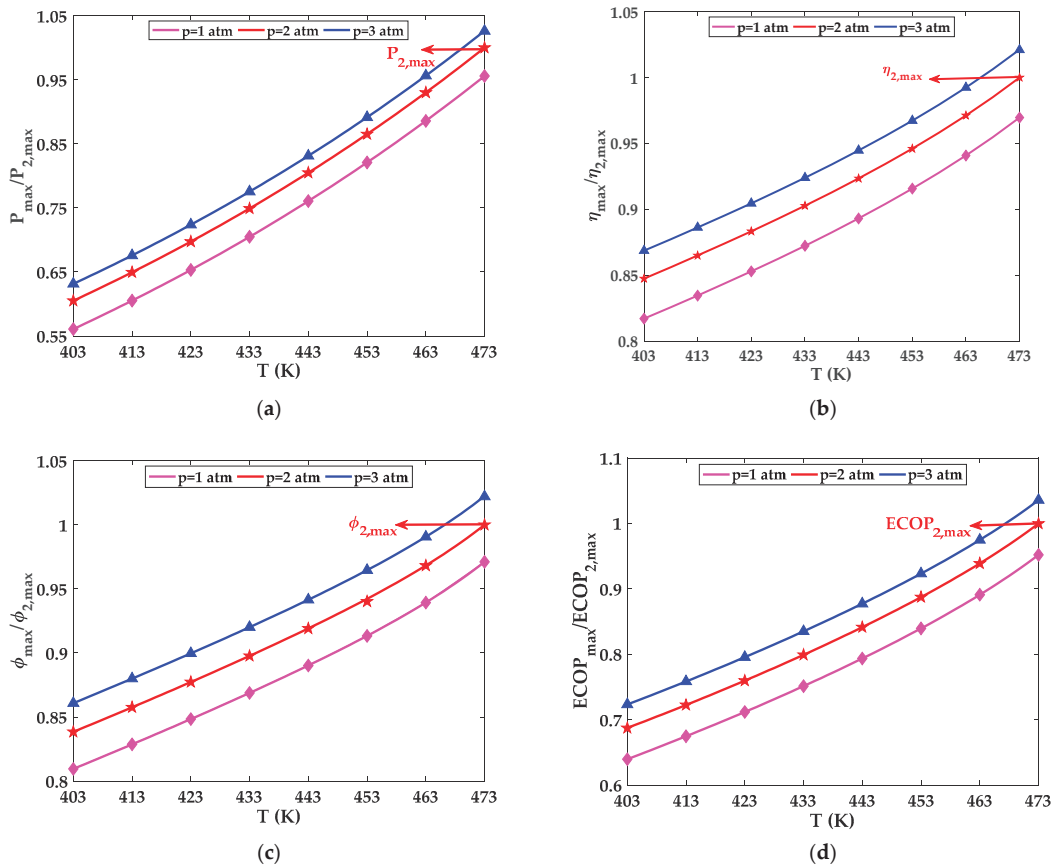 1.05
p=1 atm p=2 atm p=3 atm
P2,max
0.95
0.85
0.75
0.65
0.55
Pmax/P2,max
403 413 423 433 443 453 463 473
T (K)
(a)
1.05
p=1 atm p=2 atm p=3 atm
η2,max
1
0.95
0.9
0.85
0.8
ηmax/η2,max
403 413 423 433 443 453 463 473
T (K)
(b)
1.05
p=1 atm p=2 atm p=3 atm
ϕ2,max
1
0.95
0.9
0.85
0.8
ϕmax/ϕ2,max
403 413 423 433 443 453 463 473
T (K)
(c)
1.1
p=1 atm p=2 atm p=3 atm
ECOP2,max
1
0.9
0.8
0.7
0.6
ECOPmax/ECOP2,max
403 413 423 433 443 453 463 473
T (K)
(d)